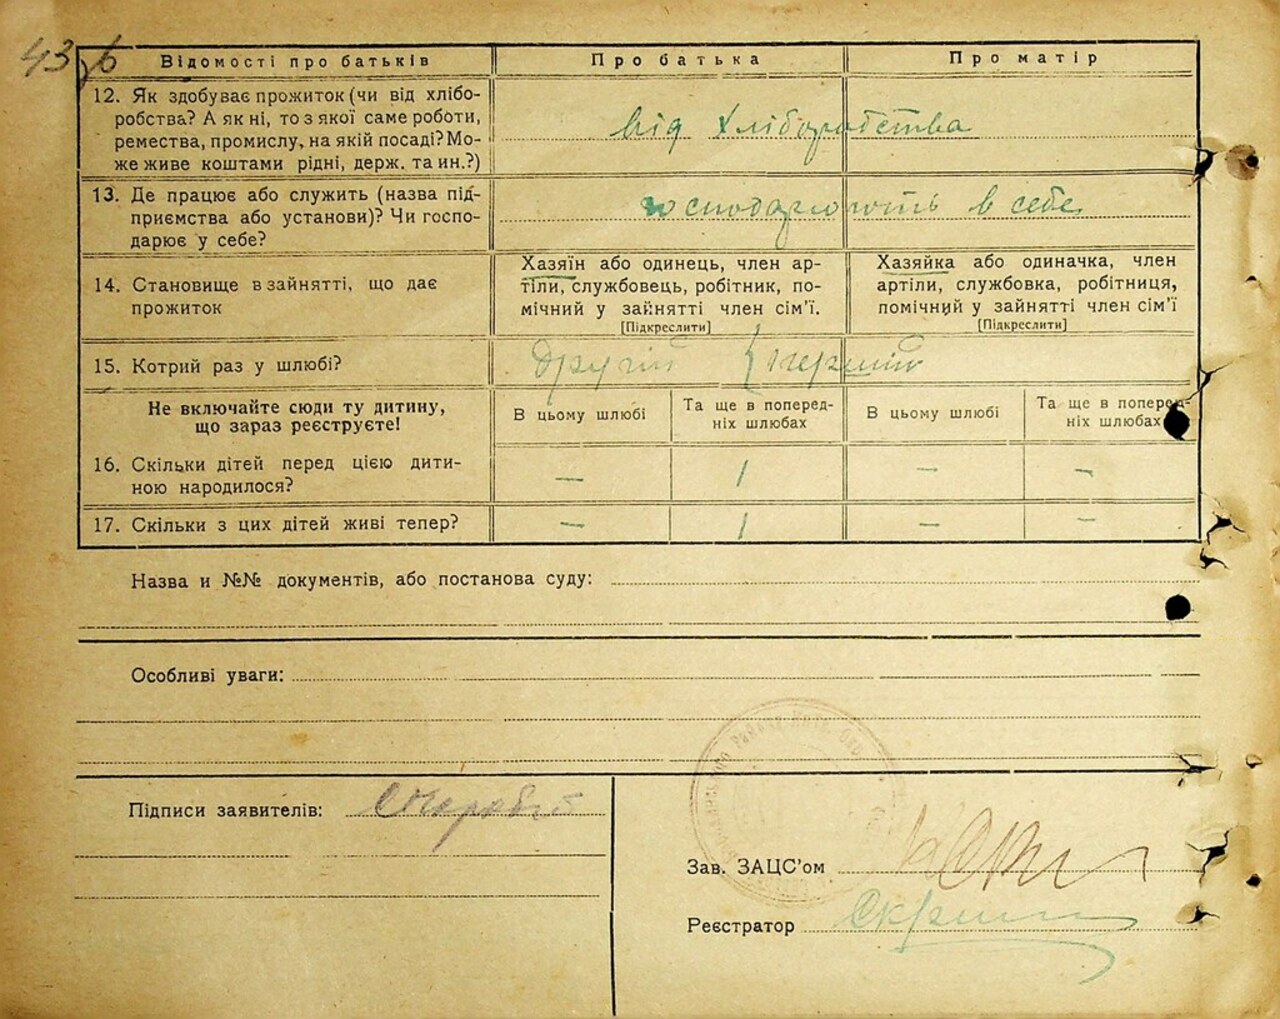 43 зв
Відомості про батьків Про батька Про матір
12. Як здобуває прожиток (чи від хлібо-
робства? А як ні, то з якої саме роботи,
ремества, промислу, на якій посаді? Мо-
же живе коштами рідні, держ. та ин.?)
від хліборобства
13. Де працює або служить (назва під-
приємства або установи)? Чи госпо-
дарює у себе?
господарюють в себе
14. Становище в зайнятті, що дає
прожиток
Хазяїн або одинець, член ар-
тіли, службовець, робітник, по-
мічний у зайнятті член сім'ї.
[Підкреслити]
Хазяйка або одиначка, член
артіли, службовка, робітниця,
помічний у зайнятті член сім'ї
[Підкреслити]
15. Котрий раз у шлюбі? другий перший
Не включайте сюди ту дитину,
що зараз реєструєте!
В цьому шлюбі
Та ще в поперед-
ніх шлюбах
В цьому шлюбі
Та ще в поперед-
ніх шлюбах
16. Скільки дітей перед цією дити-
ною народилося?
— 1 — —
17. Скільки з цих дітей живі тепер? — 1 — —
Назва и №№ документів, або постанова суду:
Особливі уваги:
Підписи заявителів:
Зав. ЗАЦС'ом
Реєстратор